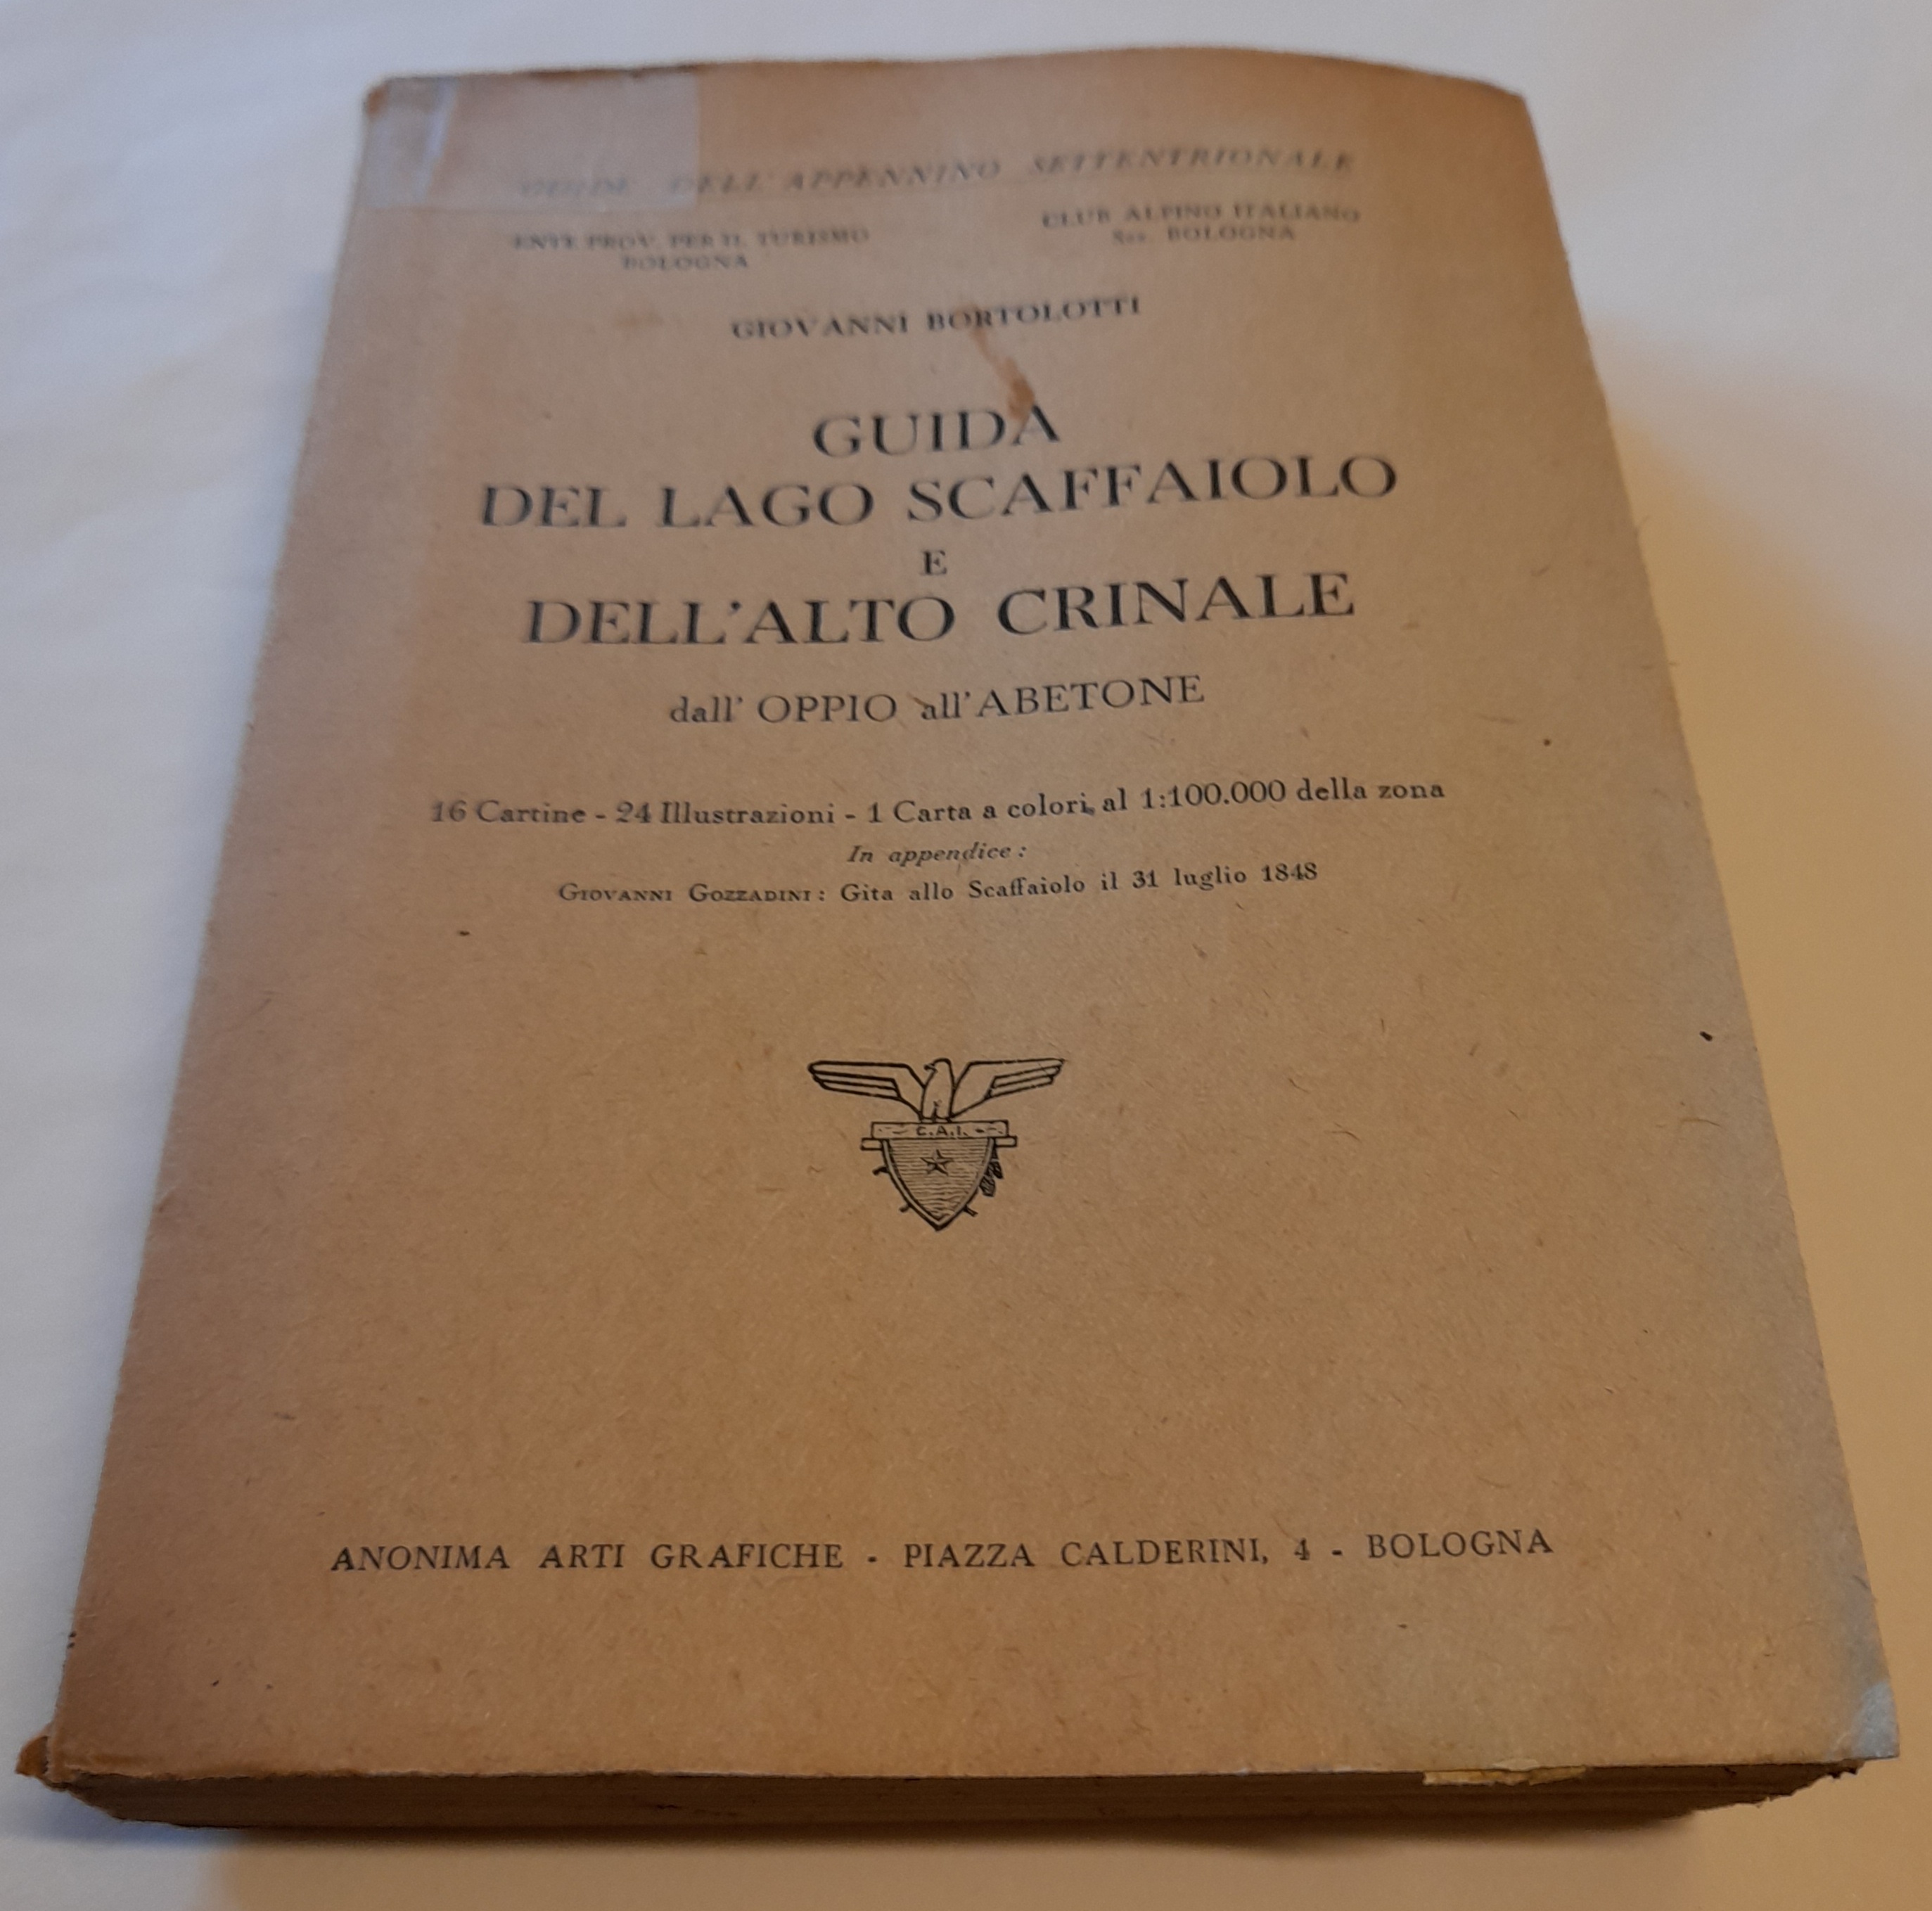 GUIDE DELL'APPENNINO SETTENTRIONALE
ENTE PROV. PER IL TURISMO
BOLOGNA
CLUB ALPINO ITALIANO
Sez. BOLOGNA
GIOVANNI BORTOLOTTI
GUIDA
DEL LAGO SCAFFAIOLO
E
DELL'ALTO CRINALE
dall' OPPIO all'ABETONE
16 Cartine - 24 Illustrazioni - 1 Carta a colori, al 1:100.000 della zona
In appendice:
GIOVANNI GOZZADINI: Gita allo Scaffaiolo il 31 luglio 1848
C.A.I.
ANONIMA ARTI GRAFICHE - PIAZZA CALDERINI, 4 - BOLOGNA